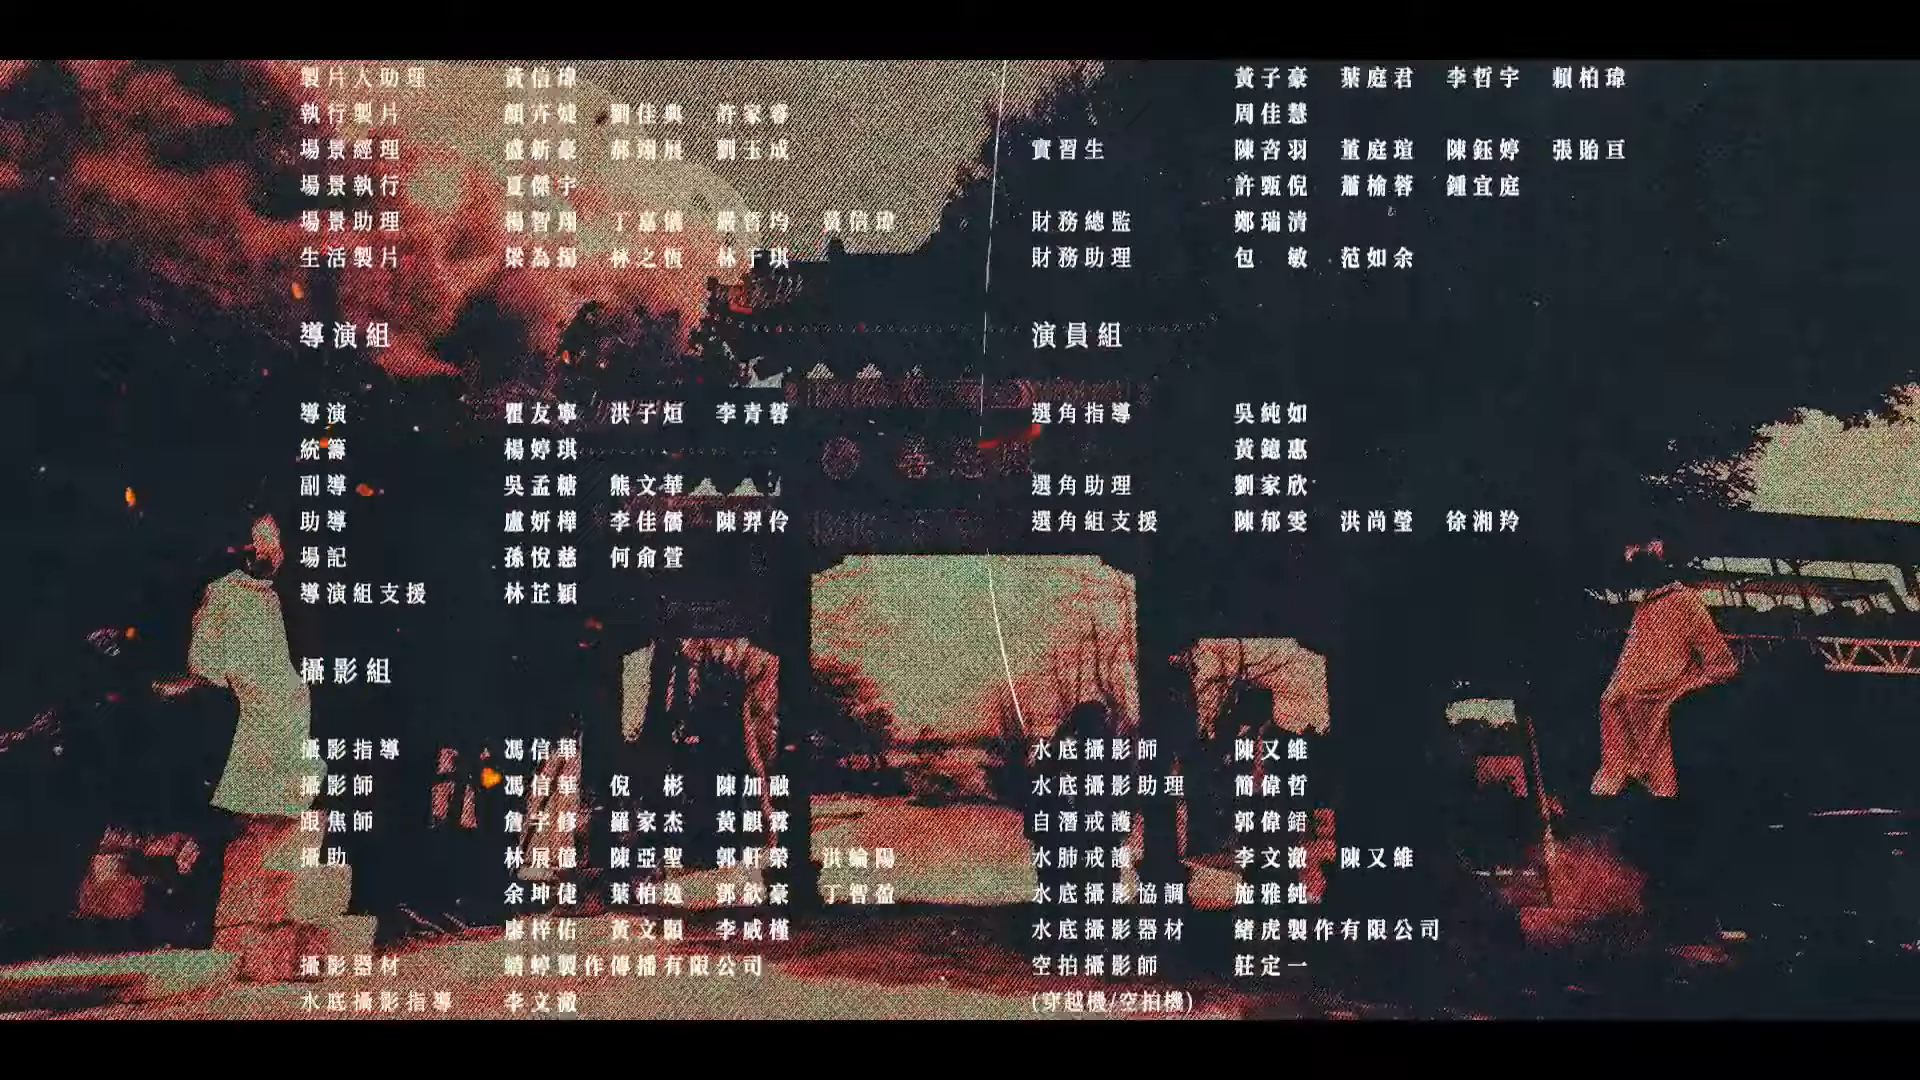 製片人助理 黃信瑋
執行製片 顏卉婕 劉佳典 許家睿
場景經理 盛新豪 郝翊展 劉玉成
場景執行 夏傑宇
場景助理 楊智翔 丁嘉儀 嚴哲均 黃信瑋
生活製片 梁為捐 林之恆 林于琪
導演組
導演 瞿友寧 洪子烜 李青蓉
統籌 楊婷琪
副導 吳孟糖 熊文華
助導 盧妍樺 李佳儒 陳羿伶
場記 孫悅慈 何俞萱
導演組支援 林芷穎
攝影組
攝影指導 馮信華
攝影師 馮信華 倪彬 陳加融
跟焦師 詹字修 羅家杰 黃麒霖
攝助 林展億 陳亞聖 郭軒榮 洪綸陽
余坤倢 葉柏逸 鄧歆豪 丁智盈
廖梓佑 黃文顥 李威槿
攝影器材 蜻蜓製作傳播有限公司
水底攝影指導 李文澈
黃子豪 葉庭君 李哲宇 賴柏瑋
周佳慧
實習生 陳咨羽 董庭瑄 陳鈺婷 張貽亘
許甄倪 蕭榆蓉 鍾宜庭
財務總監 鄭瑞清
財務助理 包敏 范如余
演員組
選角指導 吳純如
黃鐿惠
選角助理 劉家欣
選角組支援 陳郁雯 洪尚瑩 徐湘羚
水底攝影師 陳又維
水底攝影助理 簡偉哲
自潛戒護 郭偉鋙
水肺戒護 李文澈 陳又維
水底攝影協調 施雅純
水底攝影器材 緒虎製作有限公司
空拍攝影師 莊定一
(穿越機/空拍機)